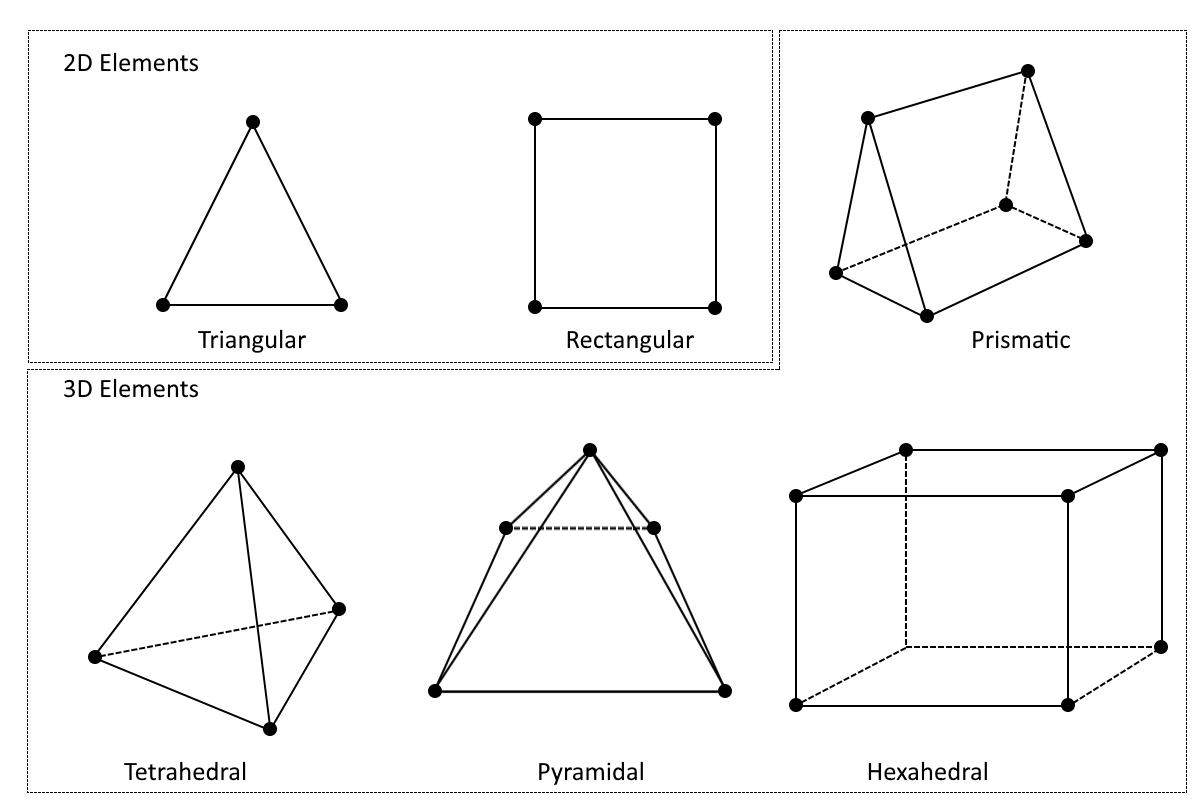 2D Elements
Triangular
Rectangular
Prismatic
3D Elements
Tetrahedral
Pyramidal
Hexahedral